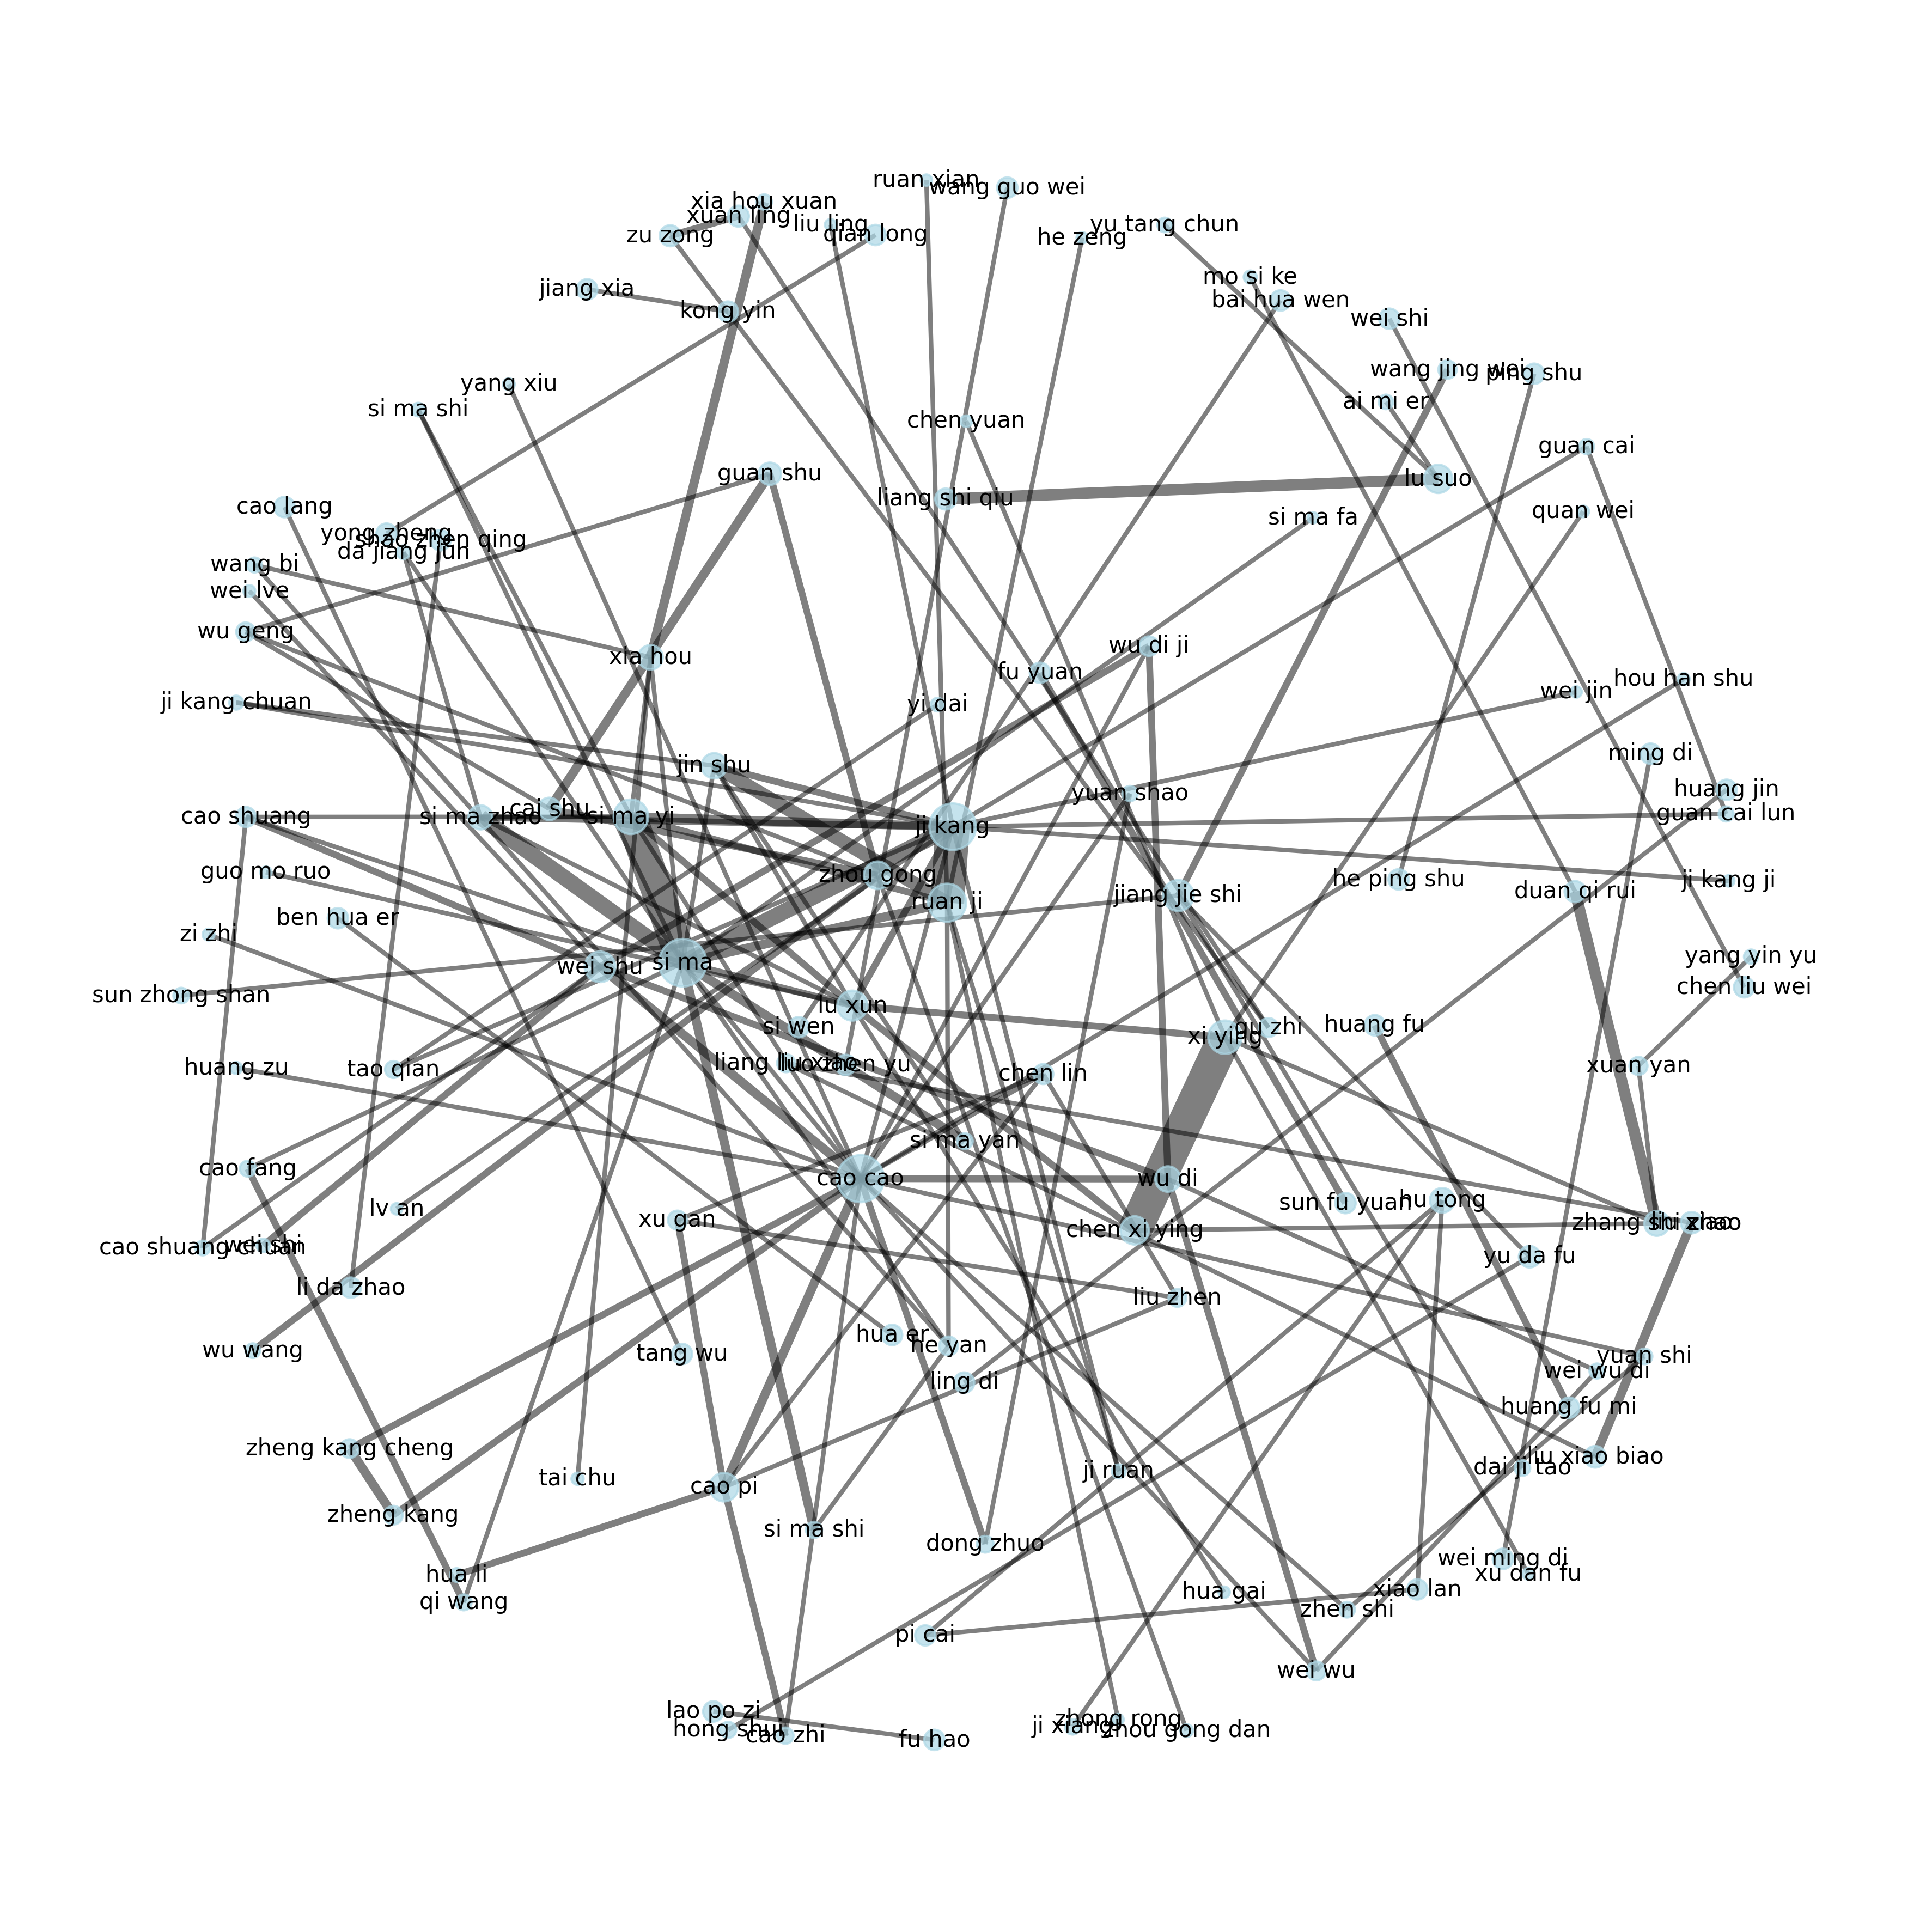 ruan xian
wang guo wei
xia hou xuan
xuan ling
liu ling
yu tang chun
zu zong
qian long
he zeng
mo si ke
jiang xia
bai hua wen
kong yin
wei shi
wang jing wei
ping shu
yang xiu
ai mi er
si ma shi
chen yuan
guan cai
guan shu
lu suo
liang shi qiu
cao lang
quan wei
si ma fa
yong zheng
shao zhen qing
da jiang jun
wang bi
wei lve
wu geng
wu di ji
xia hou
fu yuan
hou han shu
wei jin
ji kang chuan
yi dai
ming di
jin shu
huang jin
yuan shao
cai shu
guan cai lun
cao shuang
si ma zhao
si ma yi
ji kang
guo mo ruo
zhou gong
he ping shu
ji kang ji
duan qi rui
jiang jie shi
ruan ji
ben hua er
zi zhi
yang yin yu
si ma
wei shu
chen liu wei
sun zhong shan
lu xun
si wen
gu zhi
huang fu
xi ying
liang liu xiao
luo zhen yu
xuan yan
huang zu
tao qian
chen lin
si ma yan
cao fang
cao cao
wu di
hu tong
sun fu yuan
lv an
xu gan
zhang shi zhao
liu xiao
chen xi ying
cao shuang chuan
wei shi
yu da fu
li da zhao
liu zhen
hua er
he yan
wu wang
tang wu
yuan shi
wei wu di
ling di
huang fu mi
zheng kang cheng
liu xiao biao
dai ji tao
ji ruan
tai chu
cao pi
zheng kang
si ma shi
dong zhuo
wei ming di
xu dan fu
hua li
xiao lan
hua gai
qi wang
zhen shi
pi cai
wei wu
lao po zi
zhong rong
ji xiang
hong shui
zhou gong dan
cao zhi
fu hao